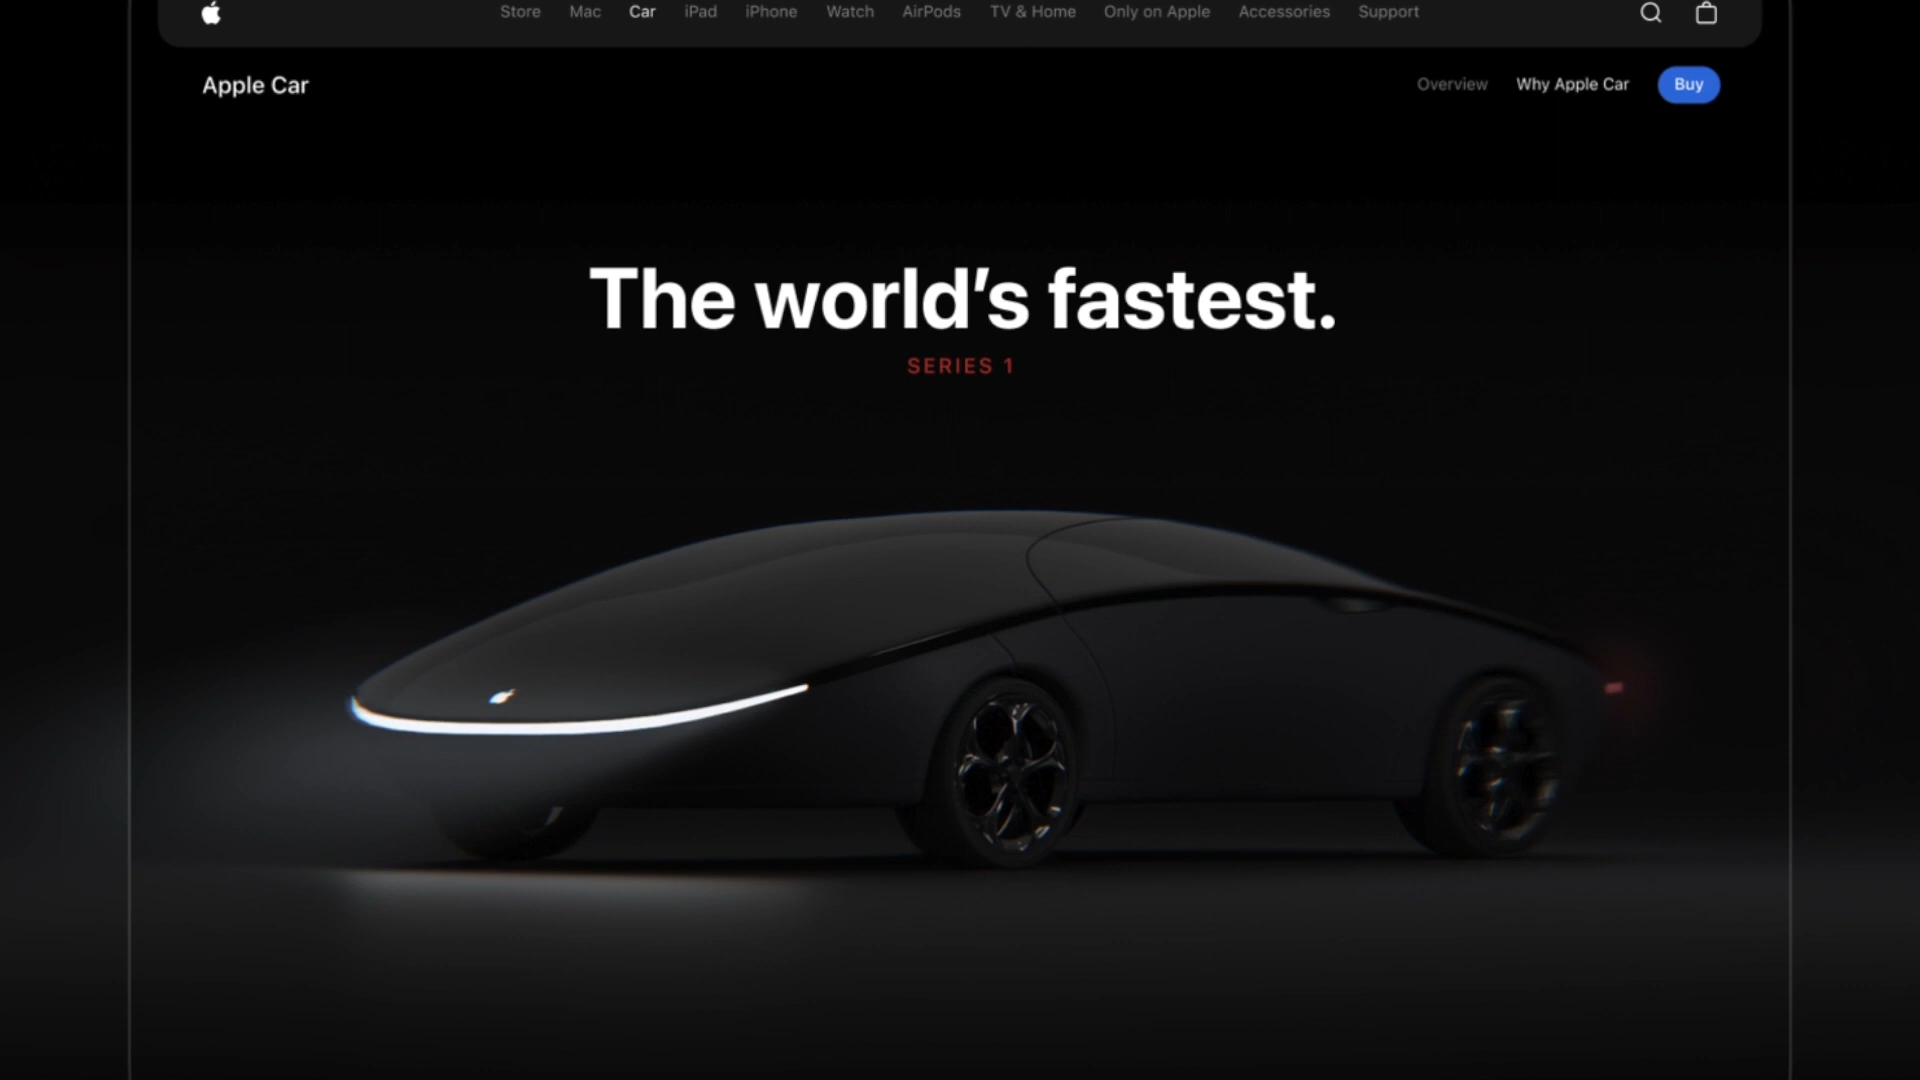 Store Mac Car iPad iPhone Watch AirPods TV & Home Only on Apple Accessories Support
Apple Car Overview Why Apple Car Buy
The world’s fastest.
SERIES 1